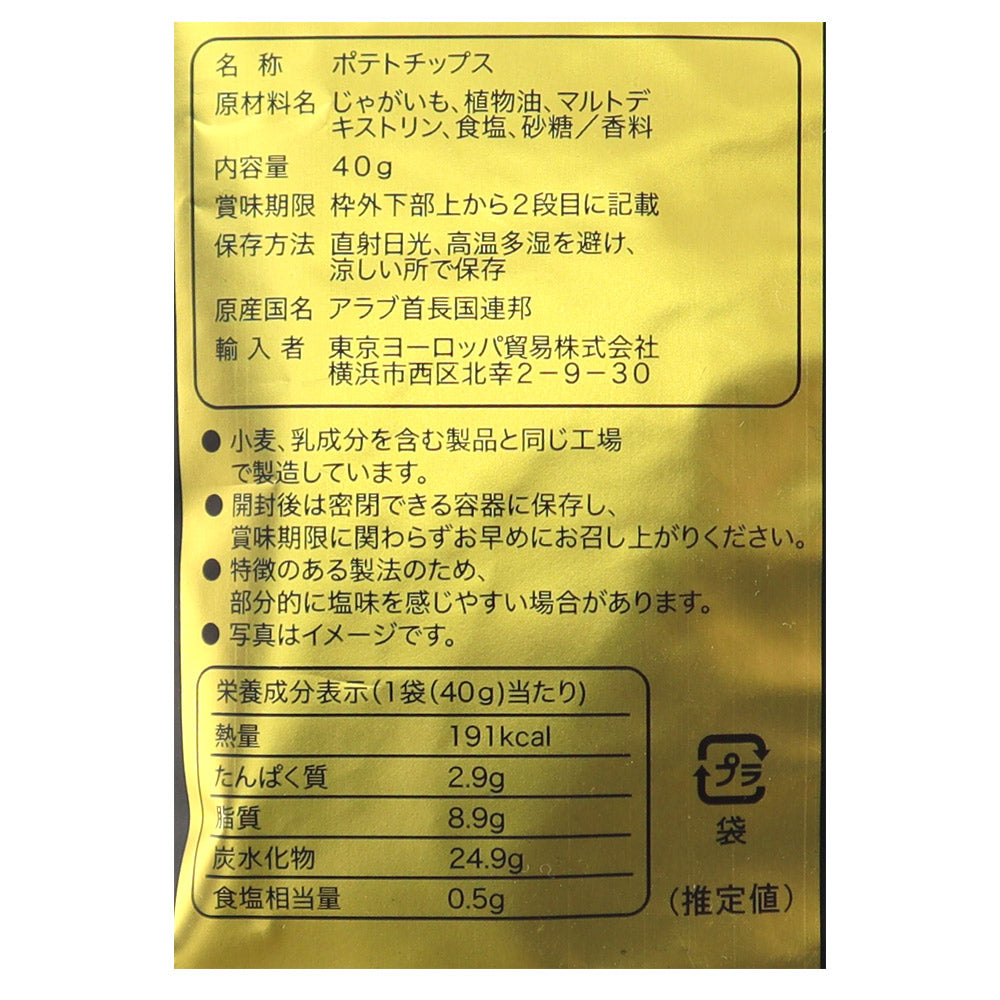 名称 ポテトチップス
原材料名 じゃがいも、植物油、マルトデ
キストリン、食塩、砂糖／香料
内容量 40g
賞味期限 枠外下部上から2段目に記載
保存方法 直射日光、高温多湿を避け、
涼しい所で保存
原産国名 アラブ首長国連邦
輸入者 東京ヨーロッパ貿易株式会社
横浜市西区北幸2-9-30
●小麦、乳成分を含む製品と同じ工場
で製造しています。
●開封後は密閉できる容器に保存し、
賞味期限に関わらずお早めにお召し上がりください。
●特徴のある製法のため、
部分的に塩味を感じやすい場合があります。
●写真はイメージです。
栄養成分表示(1袋(40g)当たり)
熱量 191kcal
たんぱく質 2.9g
脂質 8.9g
炭水化物 24.9g
食塩相当量 0.5g
プラ
袋
(推定値)